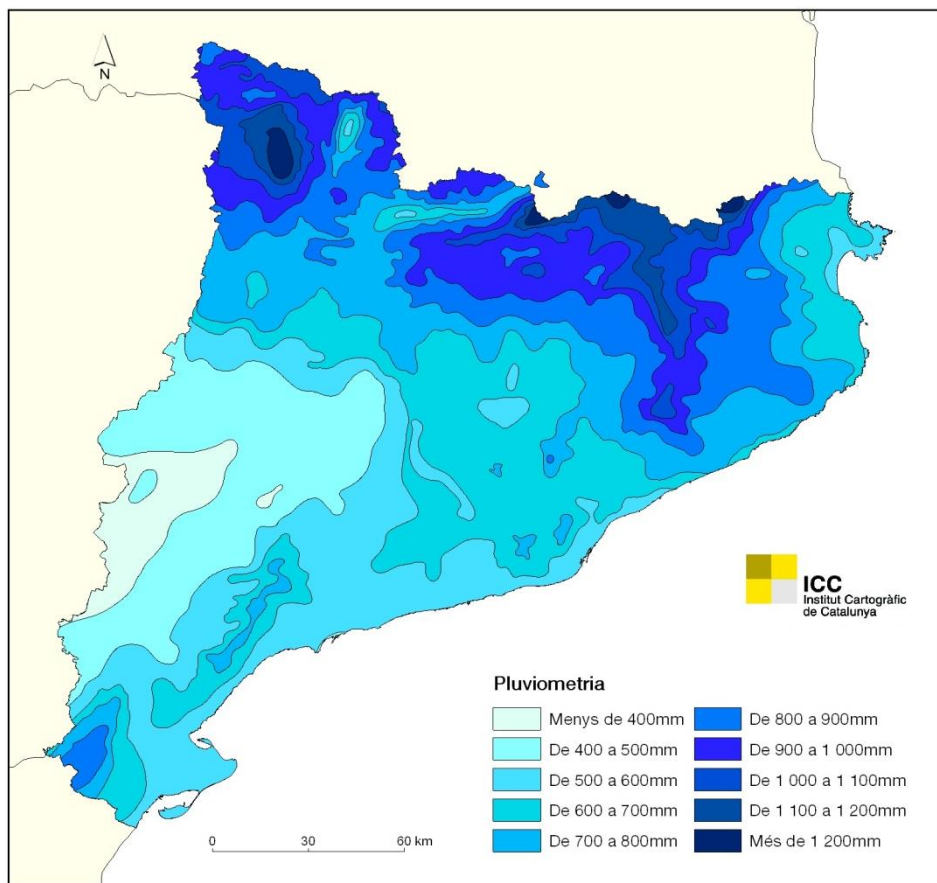 N
ICC
Institut Cartogràfic
de Catalunya
Pluviometria
Menys de 400mm
De 400 a 500mm
De 500 a 600mm
De 600 a 700mm
De 700 a 800mm
De 800 a 900mm
De 900 a 1 000mm
De 1 000 a 1 100mm
De 1 100 a 1 200mm
Més de 1 200mm
0 30 60 km